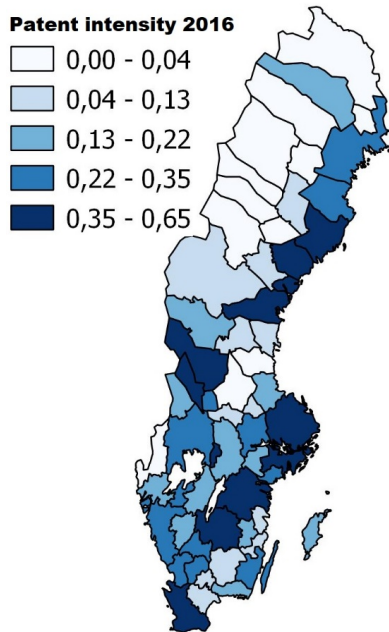 Patent intensity 2016
0,00 - 0,04
0,04 - 0,13
0,13 - 0,22
0,22 - 0,35
0,35 - 0,65